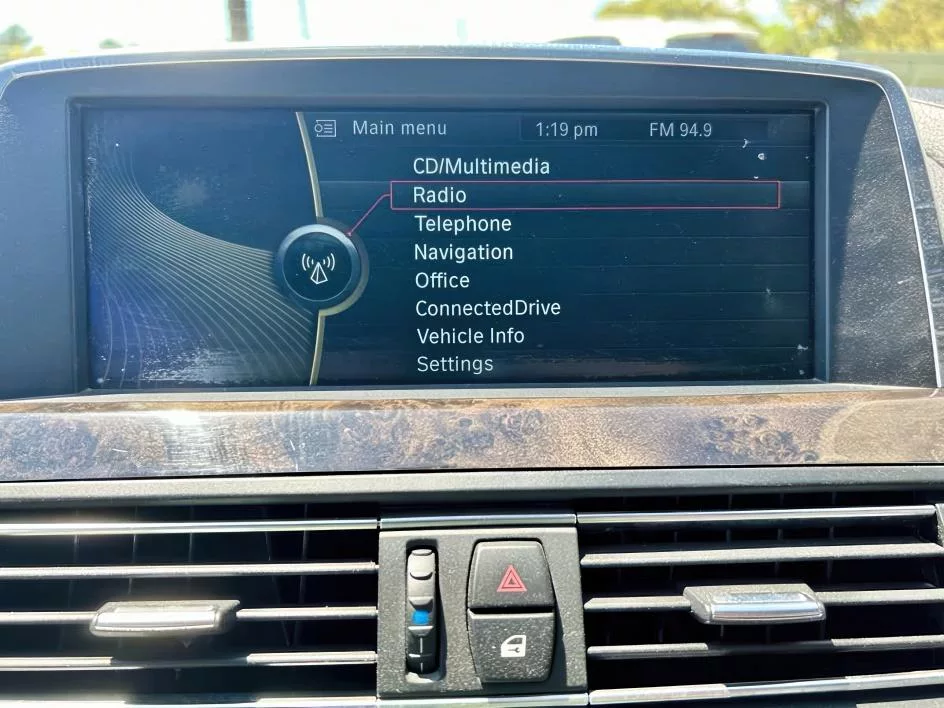 Main menu 1:19 pm FM 94.9
CD/Multimedia
Radio
Telephone
Navigation
Office
ConnectedDrive
Vehicle Info
Settings